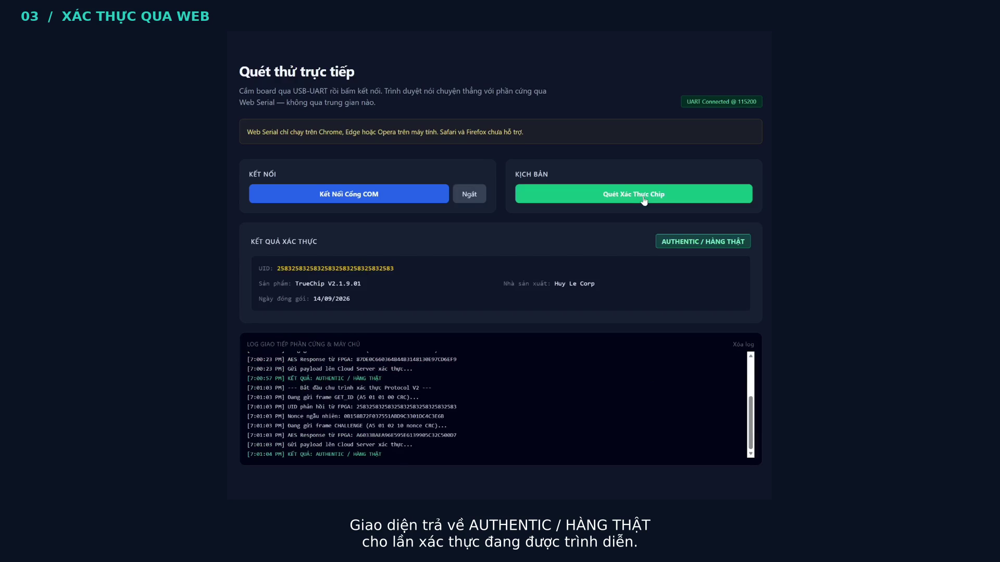 03 / XÁC THỰC QUA WEB
Quét thử trực tiếp
Cắm board qua USB-UART rồi bấm kết nối. Trình duyệt nói chuyện thẳng với phần cứng qua
Web Serial — không qua trung gian nào.
UART Connected @ 115200
Web Serial chỉ chạy trên Chrome, Edge hoặc Opera trên máy tính. Safari và Firefox chưa hỗ trợ.
KẾT NỐI
Kết Nối Cổng COM
Ngắt
KỊCH BẢN
Quét Xác Thực Chip
KẾT QUẢ XÁC THỰC
AUTHENTIC / HÀNG THẬT
UID: 25832583258325832583258325832583
Sản phẩm: TrueChip V2.1.9.01
Nhà sản xuất: Huy Le Corp
Ngày đóng gói: 14/09/2026
LOG GIAO TIẾP PHẦN CỨNG & MÁY CHỦ
Xóa log
[7:00:23 PM] AES Response từ FPGA: 87DE0C660364B44B3148130E97CD6EF9
[7:00:23 PM] Gửi payload lên Cloud Server xác thực...
[7:00:57 PM] KẾT QUẢ: AUTHENTIC / HÀNG THẬT
[7:01:03 PM] --- Bắt đầu chu trình xác thực Protocol V2 ---
[7:01:03 PM] Đang gửi frame GET_ID (A5 01 01 00 CRC)...
[7:01:03 PM] UID phản hồi từ FPGA: 25832583258325832583258325832583
[7:01:03 PM] Nonce ngẫu nhiên: 0B158B72F037551ABD9C3301DC4C3E6B
[7:01:03 PM] Đang gửi frame CHALLENGE (A5 01 02 10 nonce CRC)...
[7:01:03 PM] AES Response từ FPGA: A6033BAEA96E595E6139905C32C500D7
[7:01:03 PM] Gửi payload lên Cloud Server xác thực...
[7:01:04 PM] KẾT QUẢ: AUTHENTIC / HÀNG THẬT
Giao diện trả về AUTHENTIC / HÀNG THẬT
cho lần xác thực đang được trình diễn.